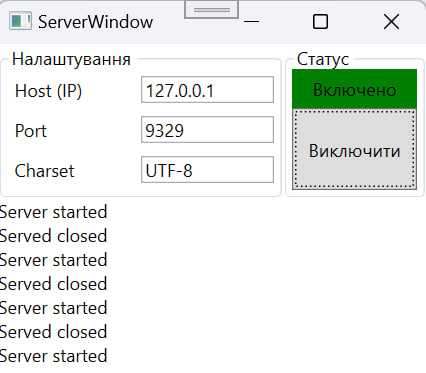 ServerWindow
Налаштування
Host (IP) 127.0.0.1
Port 9329
Charset UTF-8
Статус
Включено
Виключити
Server started
Served closed
Server started
Served closed
Server started
Served closed
Server started